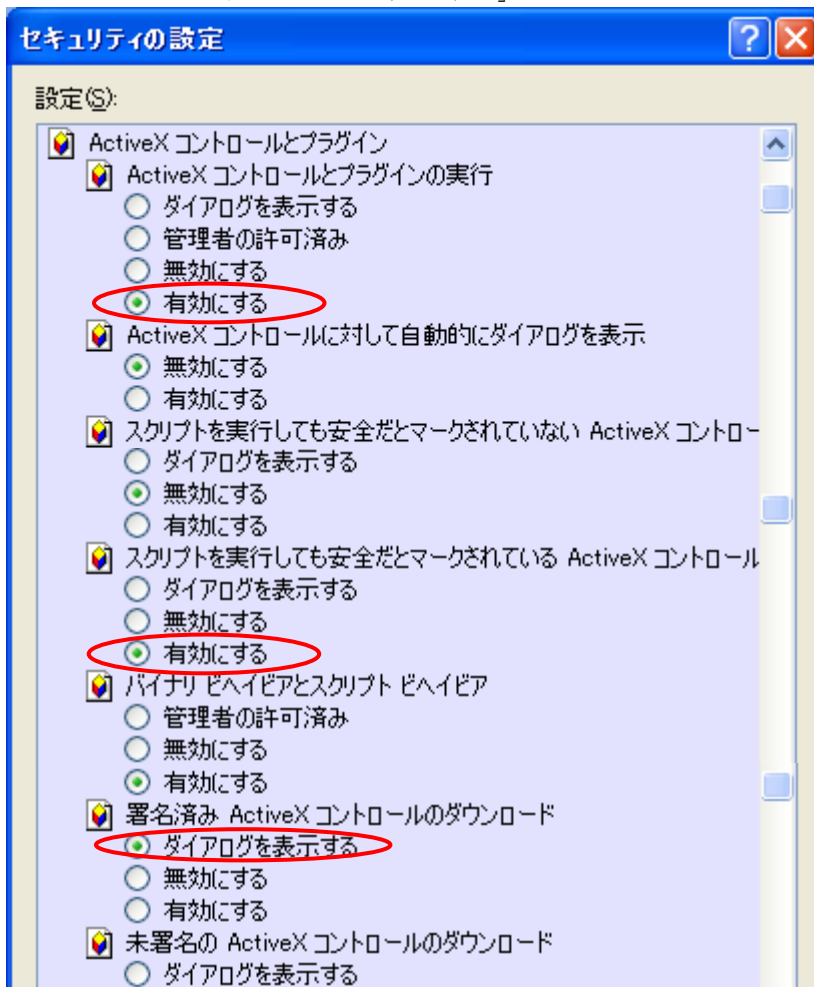 セキュリティの設定
設定(S):
ActiveX コントロールとプラグイン
ActiveX コントロールとプラグインの実行
ダイアログを表示する
管理者の許可済み
無効にする
有効にする
ActiveX コントロールに対して自動的にダイアログを表示
無効にする
有効にする
スクリプトを実行しても安全だとマークされていない ActiveX コントロー
ダイアログを表示する
無効にする
有効にする
スクリプトを実行しても安全だとマークされている ActiveX コントロール
ダイアログを表示する
無効にする
有効にする
バイナリ ビヘイビアとスクリプト ビヘイビア
管理者の許可済み
無効にする
有効にする
署名済み ActiveX コントロールのダウンロード
ダイアログを表示する
無効にする
有効にする
未署名の ActiveX コントロールのダウンロード
ダイアログを表示する